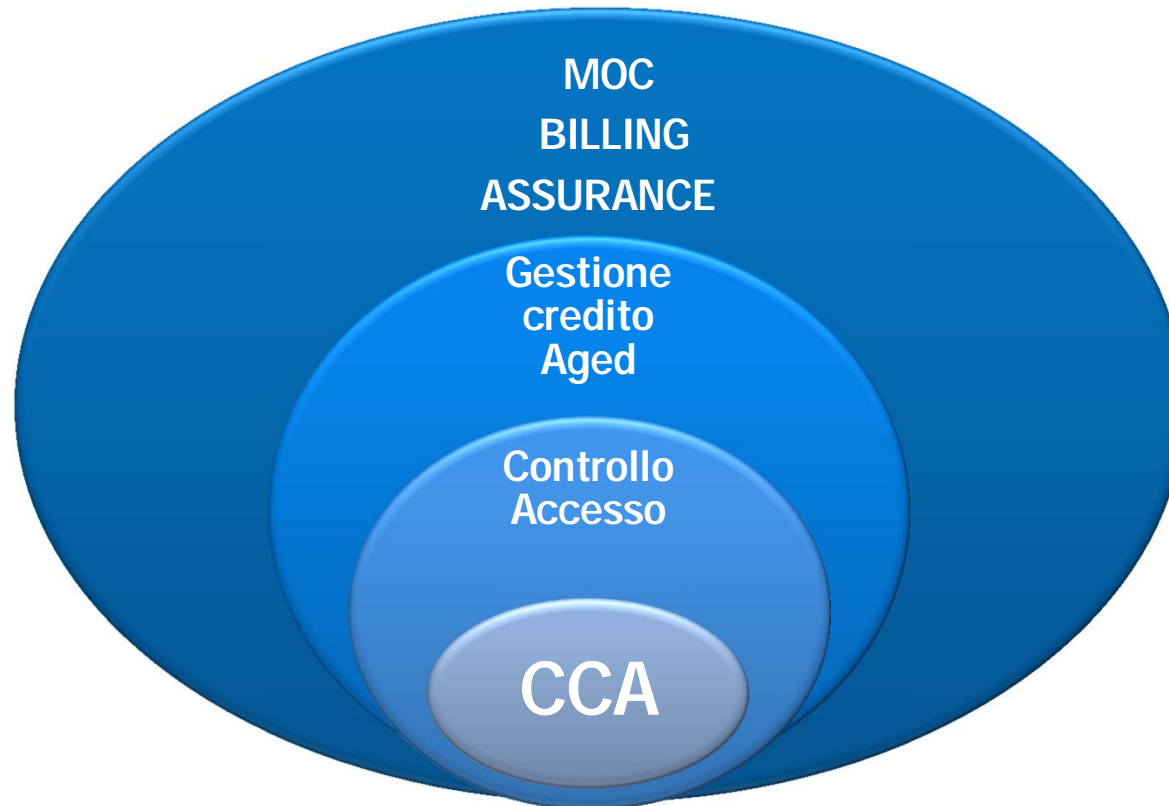 MOC
BILLING
ASSURANCE
Gestione
credito
Aged
Controllo
Accesso
CCA